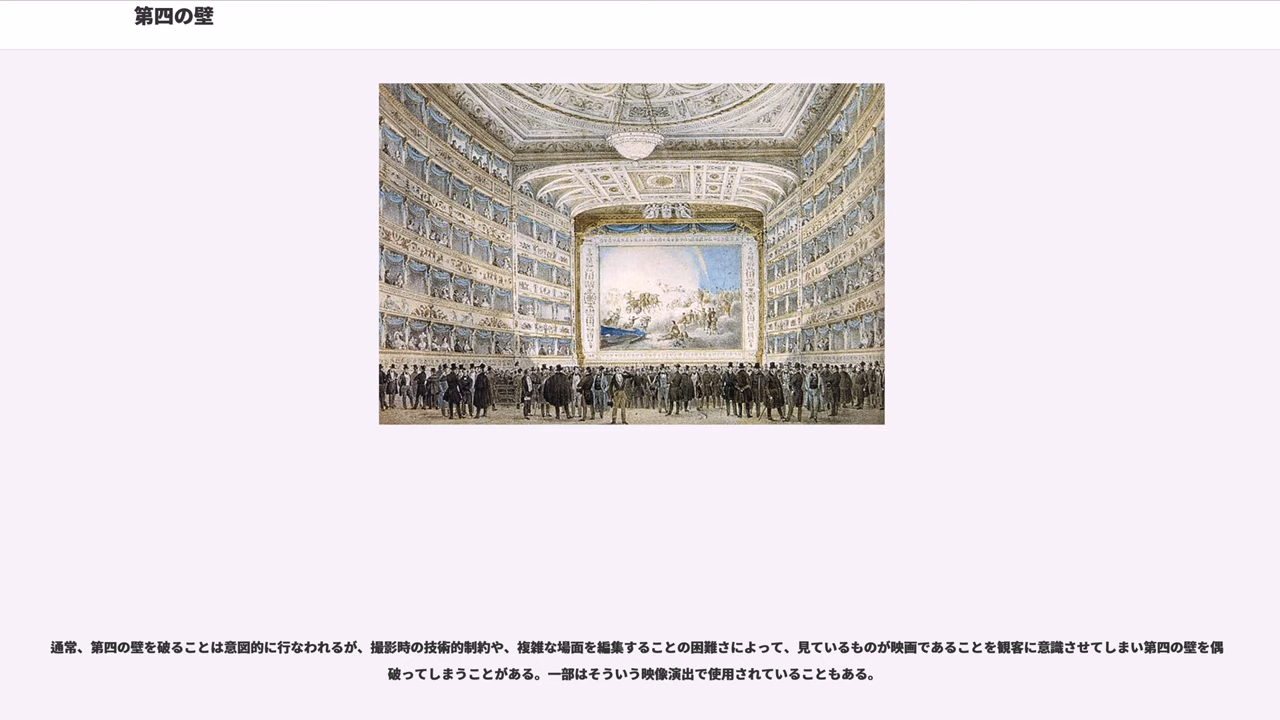 第四の壁
通常、第四の壁を破ることは意図的に行なわれるが、撮影時の技術的制約や、複雑な場面を編集することの困難さによって、見ているものが映画であることを観客に意識させてしまい第四の壁を偶
破ってしまうことがある。一部はそういう映像演出で使用されていることもある。